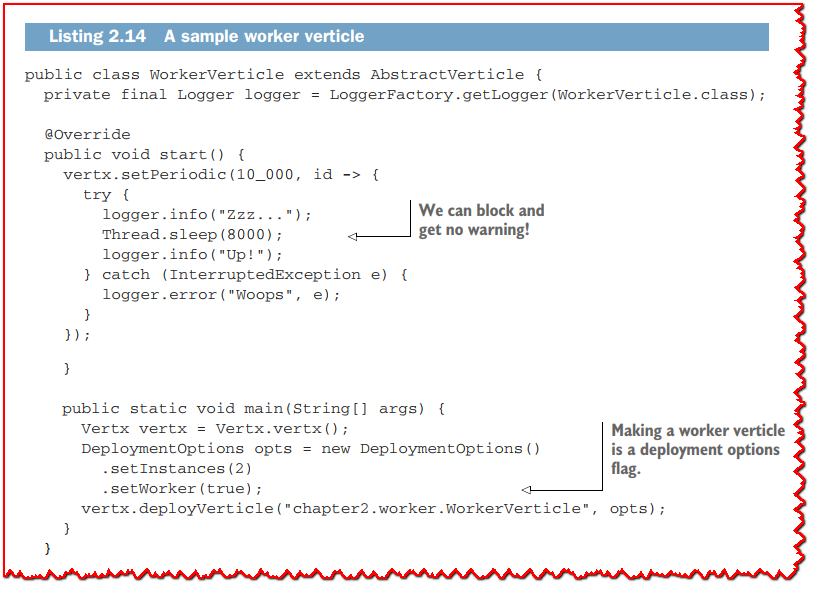 Listing 2.14 A sample worker verticle
public class WorkerVerticle extends AbstractVerticle {
private final Logger logger = LoggerFactory.getLogger(WorkerVerticle.class);
@Override
public void start() {
vertx.setPeriodic(10_000, id -> {
try {
logger.info("Zzz...");
Thread.sleep(8000);
logger.info("Up!");
} catch (InterruptedException e) {
logger.error("Woops", e);
}
});
}
We can block and
get no warning!
public static void main(String[] args) {
Vertx vertx = Vertx.vertx();
DeploymentOptions opts = new DeploymentOptions()
.setInstances(2)
.setWorker(true);
vertx.deployVerticle("chapter2.worker.WorkerVerticle", opts);
}
}
Making a worker verticle
is a deployment options
flag.